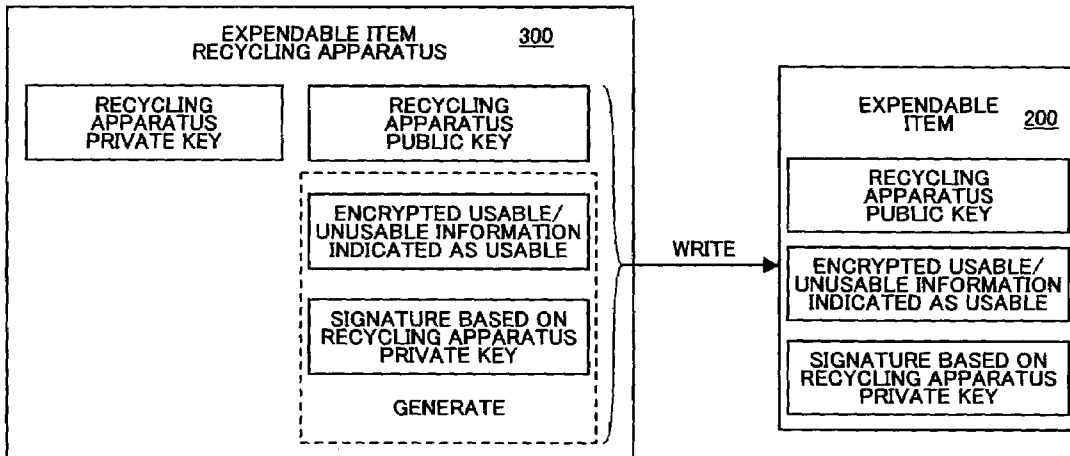 EXPENDABLE ITEM
RECYCLING APPARATUS
300
RECYCLING
APPARATUS
PRIVATE KEY
RECYCLING
APPARATUS
PUBLIC KEY
ENCRYPTED USABLE/
UNUSABLE INFORMATION
INDICATED AS USABLE
SIGNATURE BASED ON
RECYCLING APPARATUS
PRIVATE KEY
GENERATE
WRITE
EXPENDABLE
ITEM
200
RECYCLING
APPARATUS
PUBLIC KEY
ENCRYPTED USABLE/
UNUSABLE INFORMATION
INDICATED AS USABLE
SIGNATURE BASED ON
RECYCLING APPARATUS
PRIVATE KEY